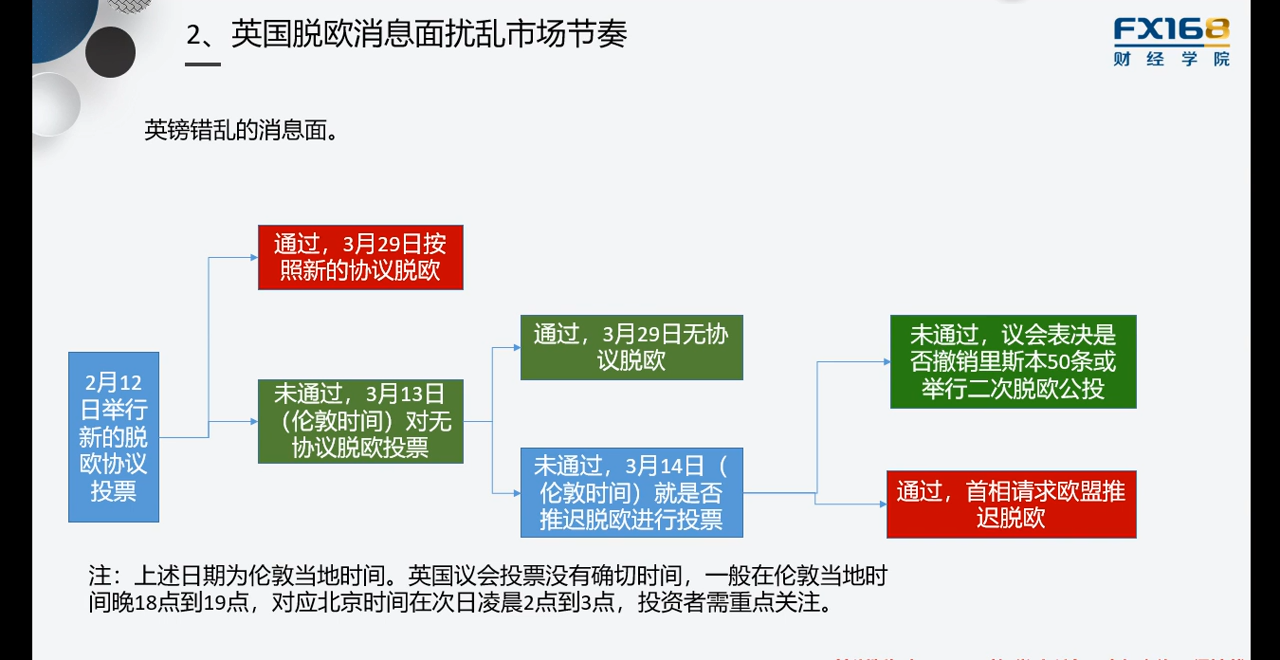 2、英国脱欧消息面扰乱市场节奏
FX168
财经学院
英镑错乱的消息面。
通过，3月29日按
照新的协议脱欧
2月12
日举行
新的脱
欧协议
投票
未通过，3月13日
（伦敦时间）对无
协议脱欧投票
通过，3月29日无协
议脱欧
未通过，3月14日（
伦敦时间）就是否
推迟脱欧进行投票
未通过，议会表决是
否撤销里斯本50条或
举行二次脱欧公投
通过，首相请求欧盟推
迟脱欧
注：上述日期为伦敦当地时间。英国议会投票没有确切时间，一般在伦敦当地时
间晚18点到19点，对应北京时间在次日凌晨2点到3点，投资者需重点关注。